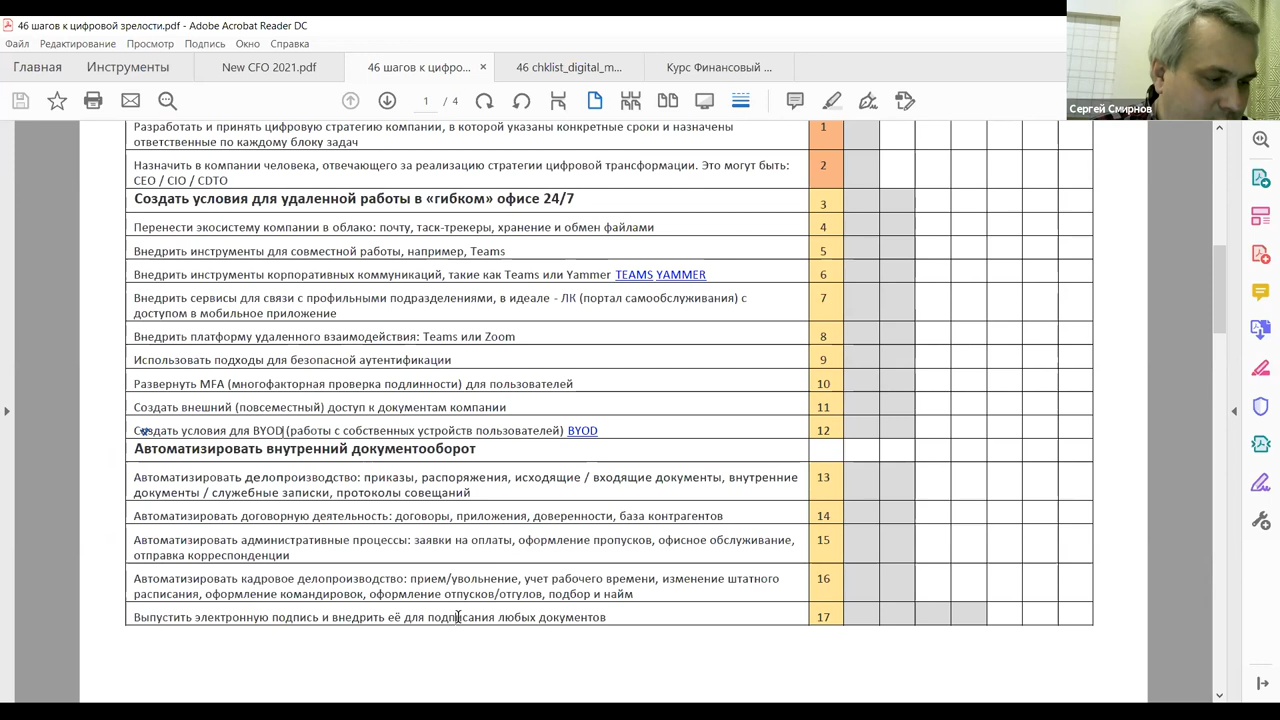 46 шагов к цифровой зрелости.pdf - Adobe Acrobat Reader DC
Файл Редактирование Просмотр Подпись Окно Справка
Главная Инструменты New CFO 2021.pdf 46 шагов к цифро... × 46 chklist_digital_m... Курс Финансовый ...
1 / 4
Сергей Смирнов
Разработать и принять цифровую стратегию компании, в которой указаны конкретные сроки и назначены 1
ответственные по каждому блоку задач
Назначить в компании человека, отвечающего за реализацию стратегии цифровой трансформации. Это могут быть: 2
CEO / CIO / CDTO
Создать условия для удаленной работы в «гибком» офисе 24/7 3
Перенести экосистему компании в облако: почту, таск-трекеры, хранение и обмен файлами 4
Внедрить инструменты для совместной работы, например, Teams 5
Внедрить инструменты корпоративных коммуникаций, такие как Teams или Yammer TEAMS YAMMER 6
Внедрить сервисы для связи с профильными подразделениями, в идеале - ЛК (портал самообслуживания) с 7
доступом в мобильное приложение
Внедрить платформу удаленного взаимодействия: Teams или Zoom 8
Использовать подходы для безопасной аутентификации 9
Развернуть MFA (многофакторная проверка подлинности) для пользователей 10
Создать внешний (повсеместный) доступ к документам компании 11
Создать условия для BYOD (работы с собственных устройств пользователей) BYOD 12
Автоматизировать внутренний документооборот
Автоматизировать делопроизводство: приказы, распоряжения, исходящие / входящие документы, внутренние 13
документы / служебные записки, протоколы совещаний
Автоматизировать договорную деятельность: договоры, приложения, доверенности, база контрагентов 14
Автоматизировать административные процессы: заявки на оплаты, оформление пропусков, офисное обслуживание, 15
отправка корреспонденции
Автоматизировать кадровое делопроизводство: прием/увольнение, учет рабочего времени, изменение штатного 16
расписания, оформление командировок, оформление отпусков/отгулов, подбор и найм
Выпустить электронную подпись и внедрить её для подписания любых документов 17